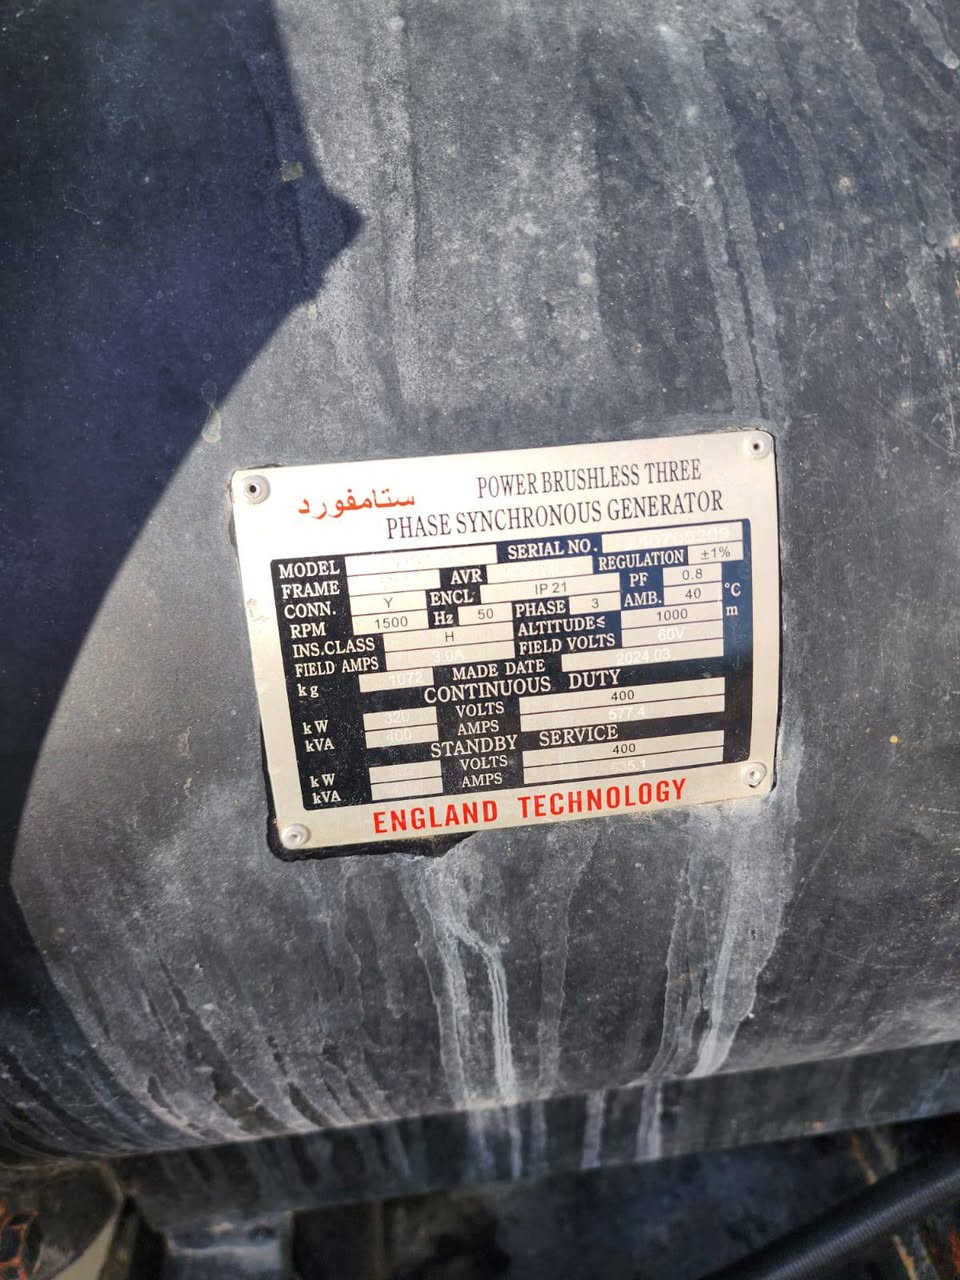 ستامفورد
POWER BRUSHLESS THREE
PHASE SYNCHRONOUS GENERATOR
MODEL SERIAL NO.
FRAME AVR REGULATION ±1%
CONN. Y ENCL IP 21 PF 0.8
RPM 1500 Hz 50 PHASE 3 AMB. 40 °C
INS.CLASS H ALTITUDE≤ 1000 m
FIELD AMPS FIELD VOLTS 60V
kg 1072 MADE DATE 2024.03
CONTINUOUS DUTY
kW 320 VOLTS 400
kVA 400 AMPS 577.4
STANDBY SERVICE
kW VOLTS 400
kVA AMPS
ENGLAND TECHNOLOGY